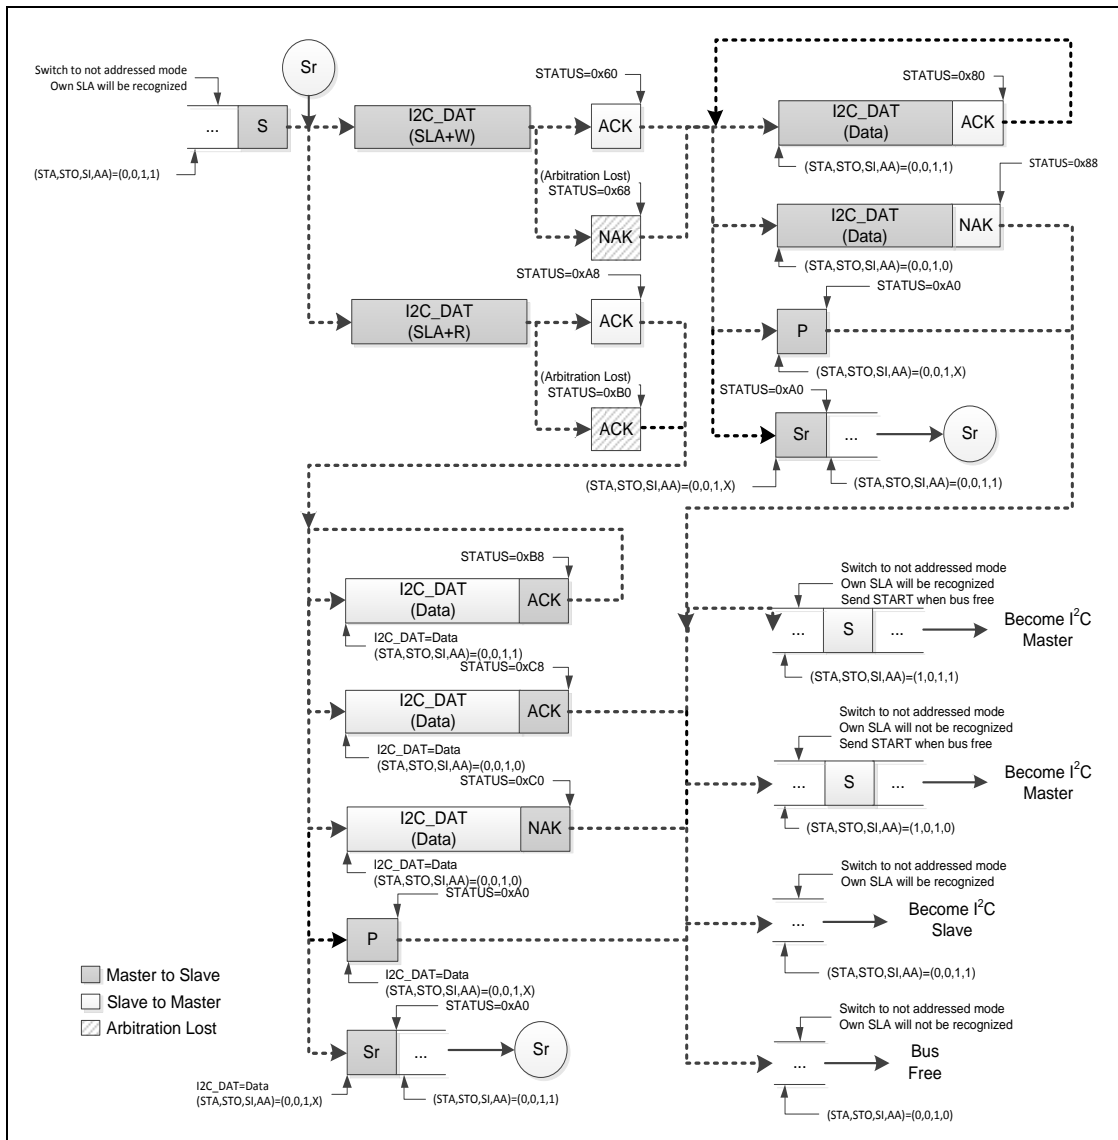 Switch to not addressed mode
Own SLA will be recognized
...
S
(STA,STO,SI,AA)=(0,0,1,1)
Sr
I2C_DAT
(SLA+W)
STATUS=0x60
ACK
(Arbitration Lost)
STATUS=0x68
NAK
I2C_DAT
(SLA+R)
STATUS=0xA8
ACK
(Arbitration Lost)
STATUS=0xB0
ACK
STATUS=0x80
I2C_DAT
(Data)
ACK
(STA,STO,SI,AA)=(0,0,1,1)
STATUS=0x88
I2C_DAT
(Data)
NAK
(STA,STO,SI,AA)=(0,0,1,0)
STATUS=0xA0
P
(STA,STO,SI,AA)=(0,0,1,X)
STATUS=0xA0
Sr
...
Sr
(STA,STO,SI,AA)=(0,0,1,X)
(STA,STO,SI,AA)=(0,0,1,1)
STATUS=0xB8
I2C_DAT
(Data)
ACK
I2C_DAT=Data
(STA,STO,SI,AA)=(0,0,1,1)
STATUS=0xC8
I2C_DAT
(Data)
ACK
I2C_DAT=Data
(STA,STO,SI,AA)=(0,0,1,0)
STATUS=0xC0
I2C_DAT
(Data)
NAK
I2C_DAT=Data
(STA,STO,SI,AA)=(0,0,1,0)
STATUS=0xA0
P
I2C_DAT=Data
(STA,STO,SI,AA)=(0,0,1,X)
STATUS=0xA0
Sr
...
Sr
I2C_DAT=Data
(STA,STO,SI,AA)=(0,0,1,X)
(STA,STO,SI,AA)=(0,0,1,1)
Switch to not addressed mode
Own SLA will be recognized
Send START when bus free
...
S
...
Become I²C
Master
(STA,STO,SI,AA)=(1,0,1,1)
Switch to not addressed mode
Own SLA will not be recognized
Send START when bus free
...
S
...
Become I²C
Master
(STA,STO,SI,AA)=(1,0,1,0)
Switch to not addressed mode
Own SLA will be recognized
...
Become I²C
Slave
(STA,STO,SI,AA)=(0,0,1,1)
Switch to not addressed mode
Own SLA will not be recognized
...
Bus
Free
(STA,STO,SI,AA)=(0,0,1,0)
Master to Slave
Slave to Master
Arbitration Lost